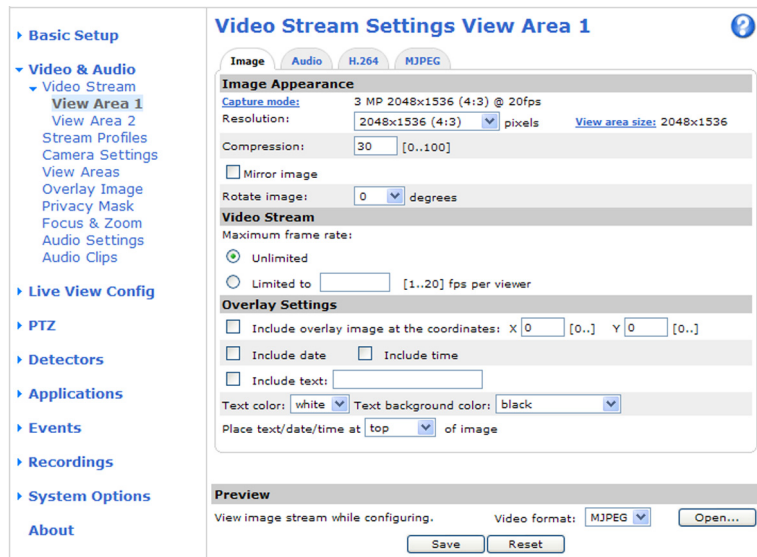 Basic Setup
Video & Audio
Video Stream
View Area 1
View Area 2
Stream Profiles
Camera Settings
View Areas
Overlay Image
Privacy Mask
Focus & Zoom
Audio Settings
Audio Clips
Live View Config
PTZ
Detectors
Applications
Events
Recordings
System Options
About
Video Stream Settings View Area 1 ?
Image Audio H.264 MJPEG
Image Appearance
Capture mode: 3 MP 2048x1536 (4:3) @ 20fps
Resolution: 2048x1536 (4:3) pixels View area size: 2048x1536
Compression: 30 [0..100]
Mirror image
Rotate image: 0 degrees
Video Stream
Maximum frame rate:
Unlimited
Limited to [1..20] fps per viewer
Overlay Settings
Include overlay image at the coordinates: X 0 [0..] Y 0 [0..]
Include date Include time
Include text:
Text color: white Text background color: black
Place text/date/time at top of image
Preview
View image stream while configuring. Video format: MJPEG Open...
Save Reset